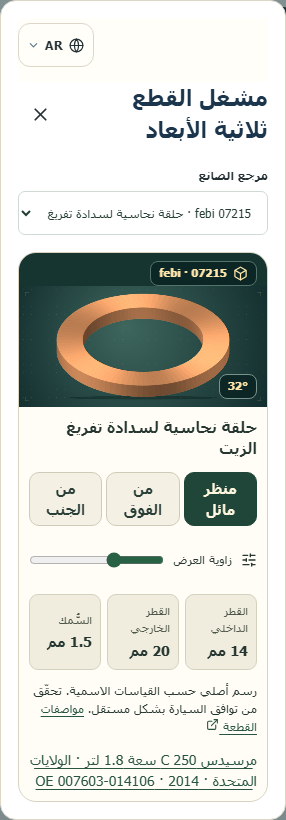 AR
مشغل القطع
ثلاثية الأبعاد
مرجع الصانع
febi 07215 · حلقة نحاسية لسدادة تفريغ
febi · 07215
32°
حلقة نحاسية لسدادة تفريغ
الزيت
منظر
مائل
من
الفوق
من
الجنب
زاوية العرض
القطر
الداخلي
14 مم
القطر
الخارجي
20 مم
السُّمك
1.5 مم
رسم أصلي حسب القياسات الاسمية. تحقّق
من توافق السيارة بشكل مستقل. مواصفات
القطعة
مرسيدس C 250 سعة 1.8 لتر · الولايات
المتحدة · 2014 · OE 007603-014106